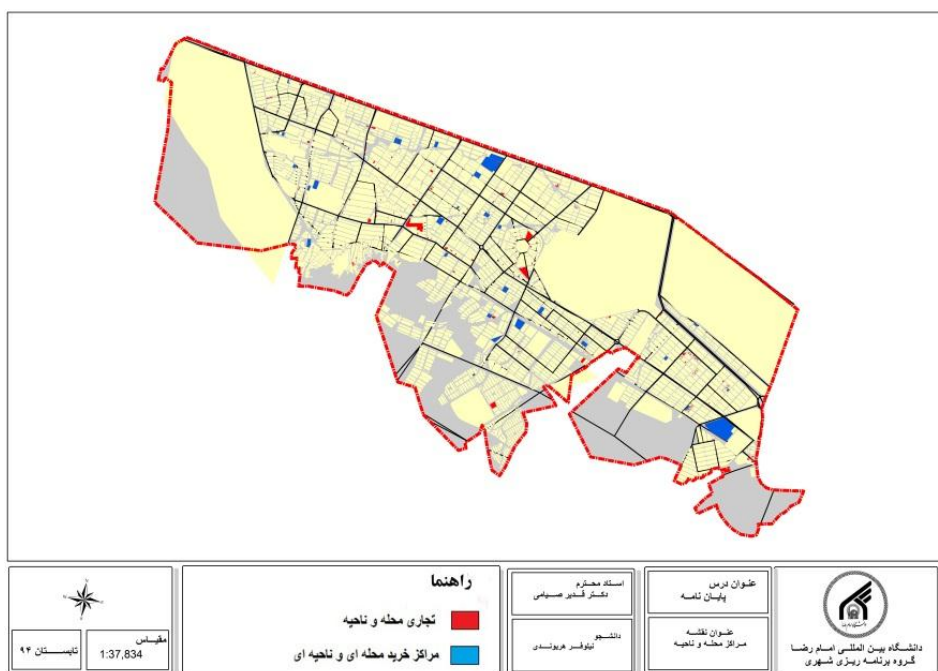 راهنما
تجاری محله و ناحیه
مراکز خرید محله ای و ناحیه ای
مقیاس
1:37,834
تابستان ۹۴
استاد محترم
دکتر قدیر صیامی
دانشجو
نیلوفر هریوندی
عنوان درس
پایان نامه
عنوان نقشه
مراکز محله و ناحیه
دانشگاه بین المللی امام رضا
گروه برنامه ریزی شهری